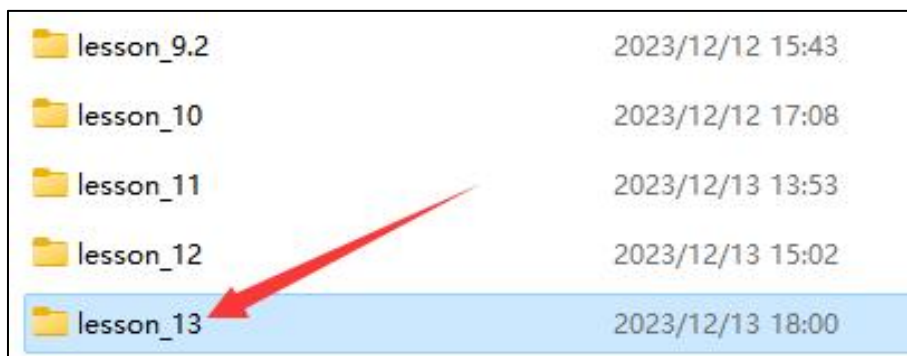 lesson_9.2 2023/12/12 15:43
lesson_10 2023/12/12 17:08
lesson_11 2023/12/13 13:53
lesson_12 2023/12/13 15:02
lesson_13 2023/12/13 18:00